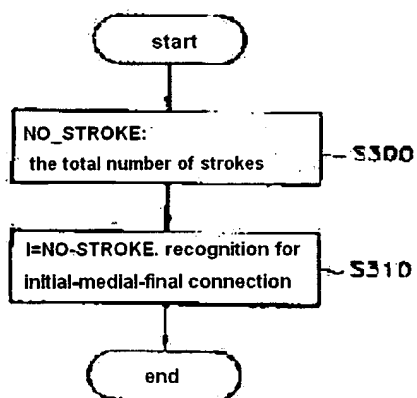 start
NO_STROKE:
the total number of strokes
S300
I=NO-STROKE. recognition for
initial-medial-final connection
S310
end